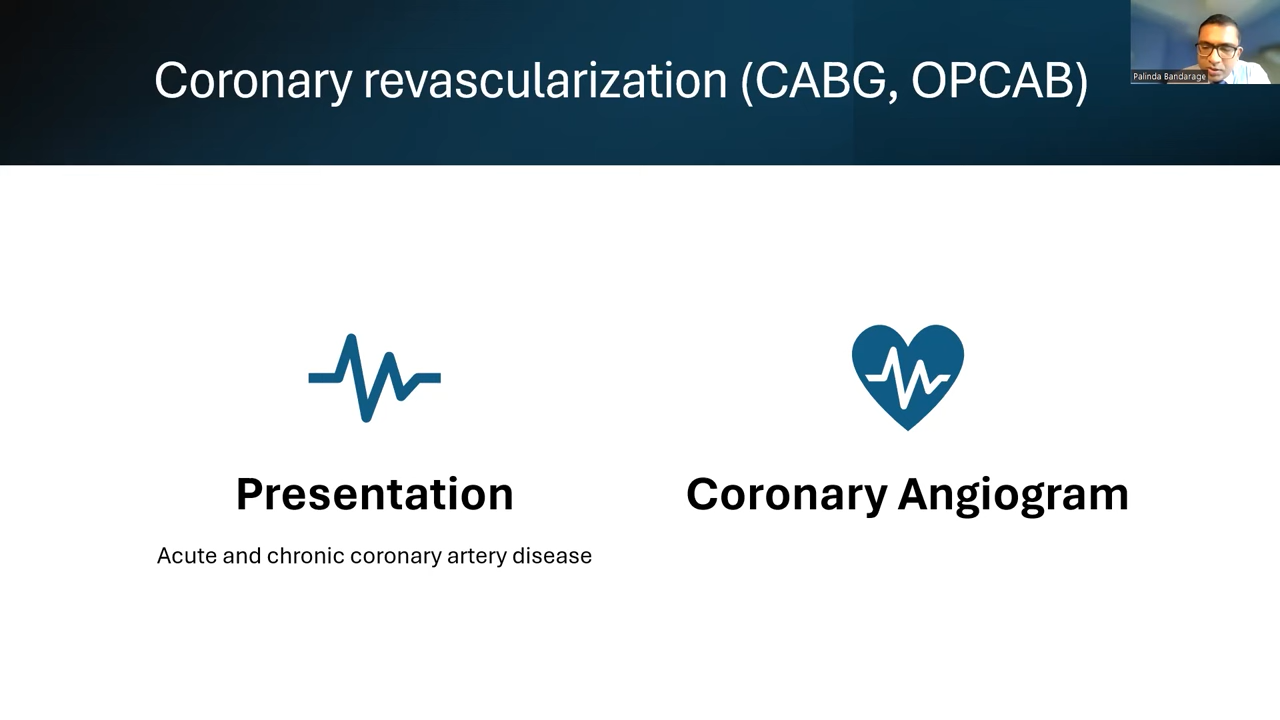 Coronary revascularization (CABG, OPCAB)
Palinda Bandarage
Presentation
Coronary Angiogram
Acute and chronic coronary artery disease